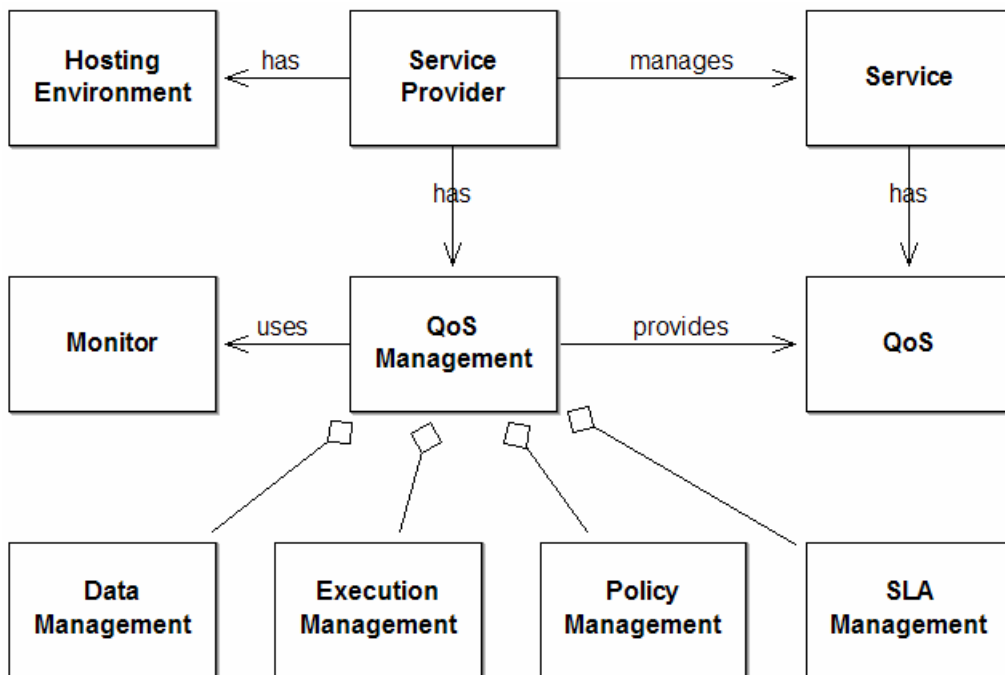 Hosting
Environment
has
Service
Provider
manages
Service
has
has
Monitor
uses
QoS
Management
provides
QoS
Data
Management
Execution
Management
Policy
Management
SLA
Management